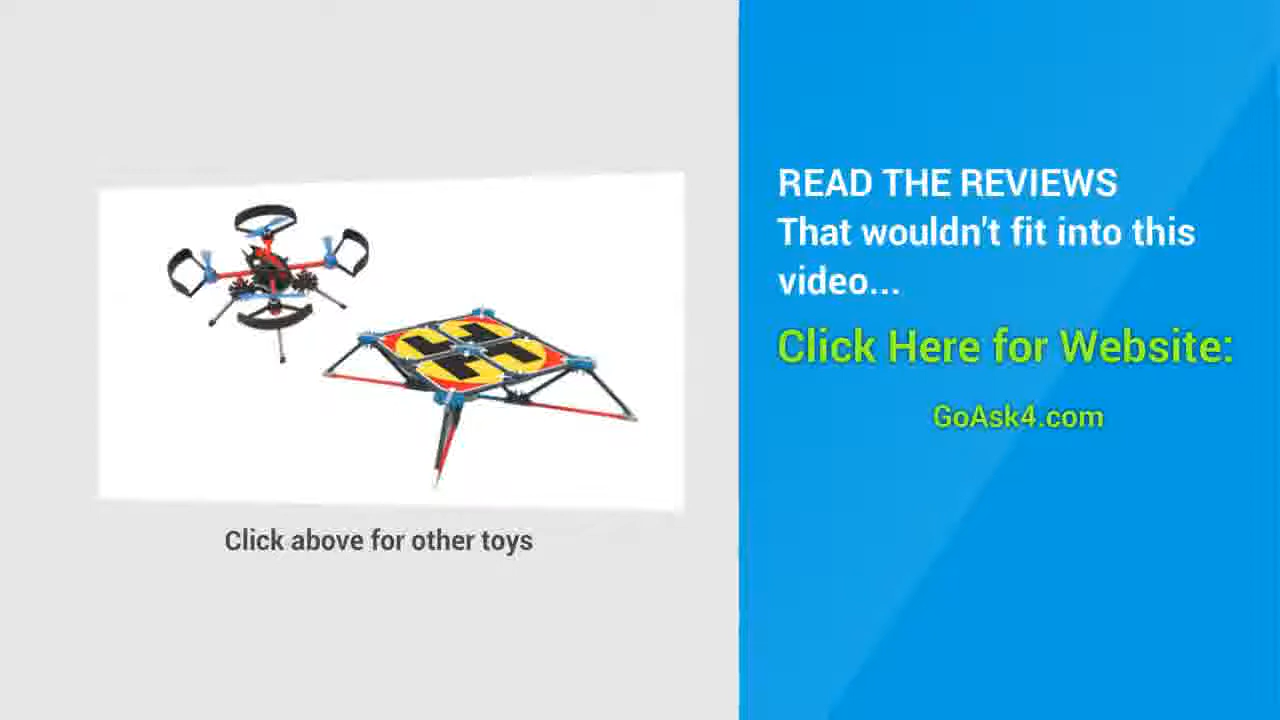 READ THE REVIEWS
That wouldn't fit into this
video...
Click Here for Website:
GoAsk4.com
Click above for other toys